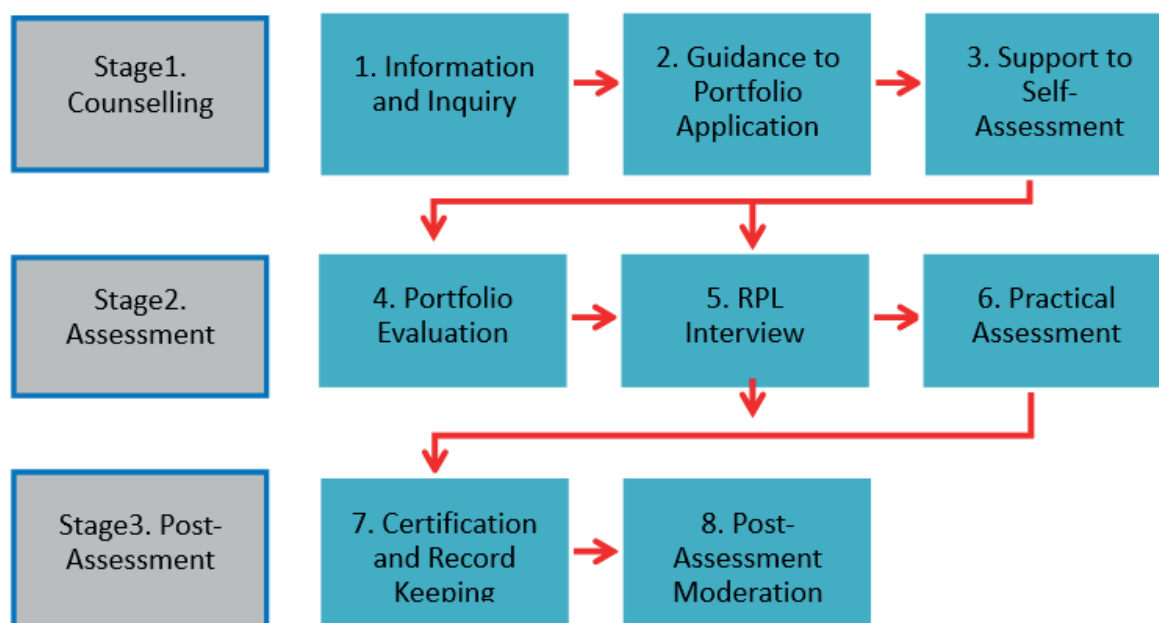 Stage1.
Counselling
1. Information
and Inquiry
2. Guidance to
Portfolio
Application
3. Support to
Self-
Assessment
Stage2.
Assessment
4. Portfolio
Evaluation
5. RPL
Interview
6. Practical
Assessment
Stage3. Post-
Assessment
7. Certification
and Record
Keeping
8. Post-
Assessment
Moderation